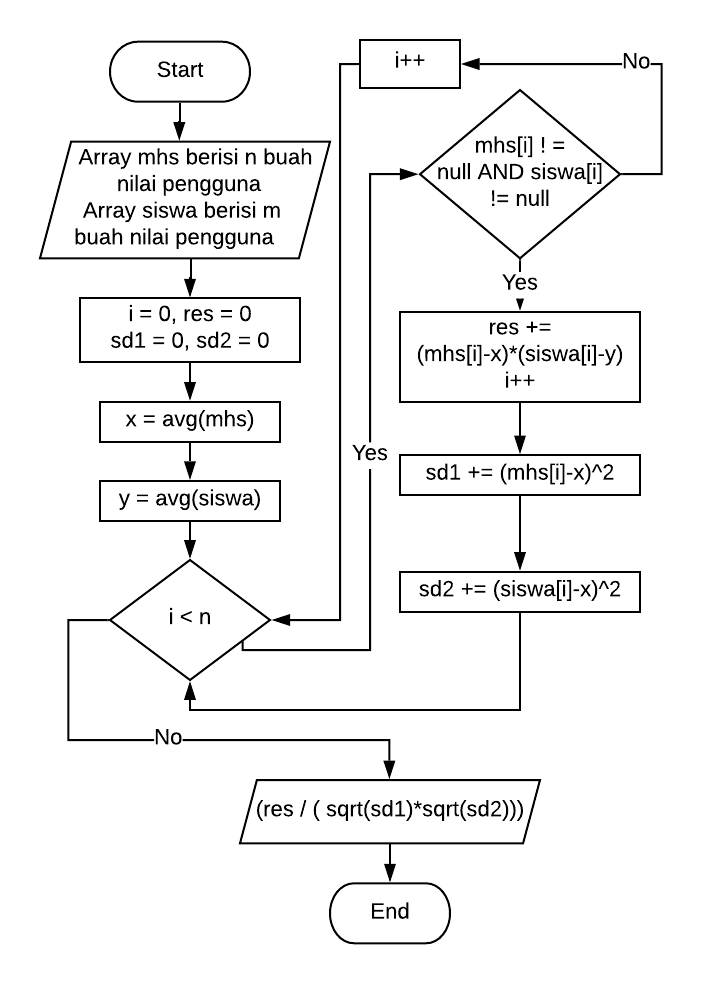 Start
Array mhs berisi n buah
nilai pengguna
Array siswa berisi m
buah nilai pengguna
i = 0, res = 0
sd1 = 0, sd2 = 0
x = avg(mhs)
y = avg(siswa)
i < n
Yes
i++
No
mhs[i] ! =
null AND siswa[i]
!= null
Yes
res +=
(mhs[i]-x)*(siswa[i]-y)
i++
sd1 += (mhs[i]-x)^2
sd2 += (siswa[i]-x)^2
No
(res / ( sqrt(sd1)*sqrt(sd2)))
End